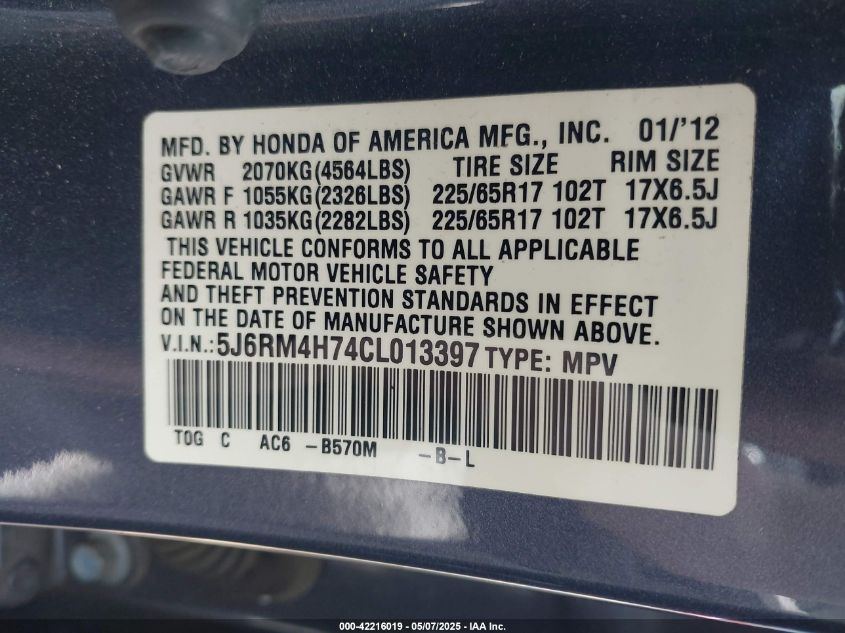 MFD. BY HONDA OF AMERICA MFG., INC. 01/'12
GVWR 2070KG(4564LBS) TIRE SIZE RIM SIZE
GAWR F 1055KG(2326LBS) 225/65R17 102T 17X6.5J
GAWR R 1035KG(2282LBS) 225/65R17 102T 17X6.5J
THIS VEHICLE CONFORMS TO ALL APPLICABLE
FEDERAL MOTOR VEHICLE SAFETY
AND THEFT PREVENTION STANDARDS IN EFFECT
ON THE DATE OF MANUFACTURE SHOWN ABOVE.
V.I.N.:5J6RM4H74CL013397 TYPE: MPV
TOG C AC6 -B570M -B-L
000-42216019 - 05/07/2025 - IAA Inc.